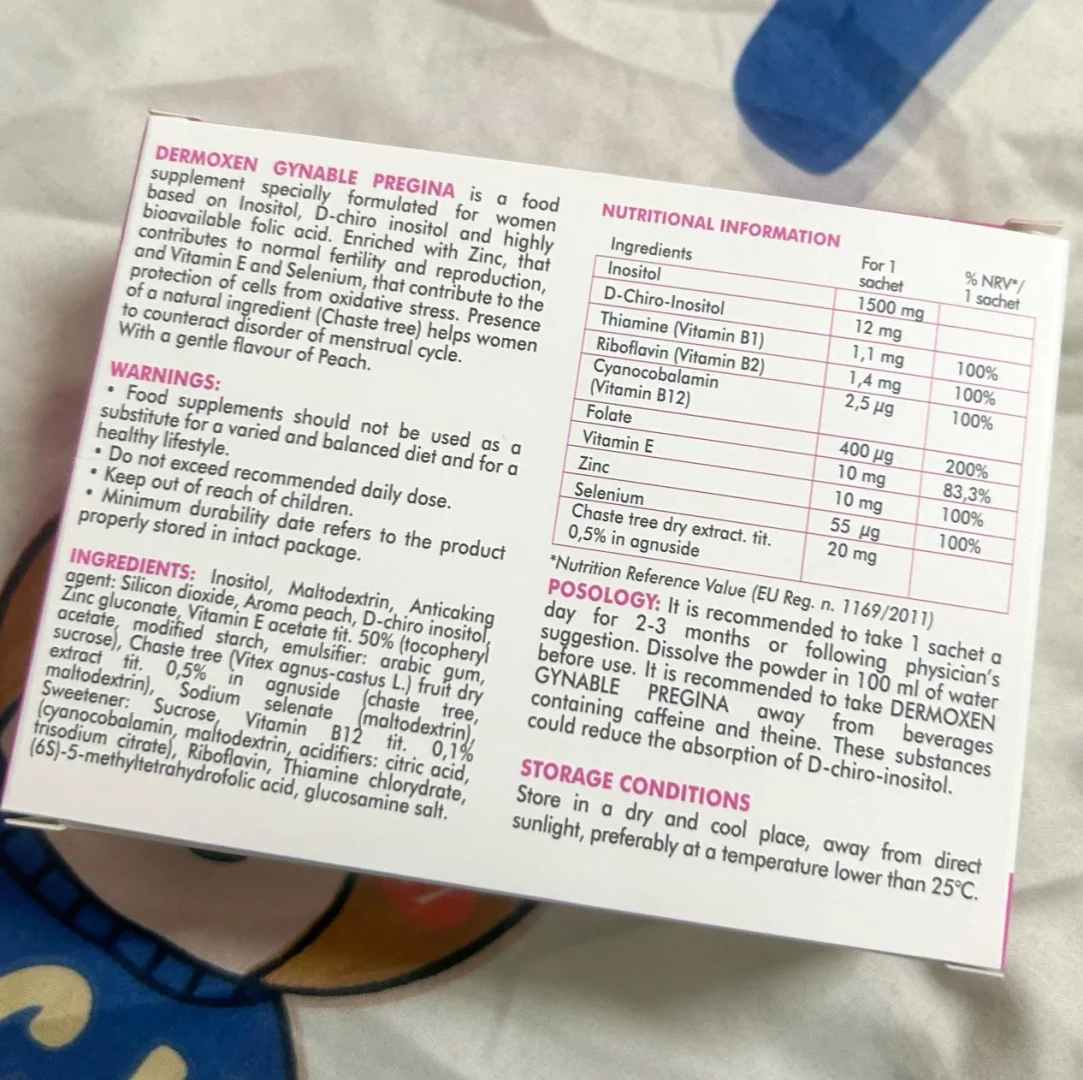 DERMOXEN GYNABLE PREGINA is a food
supplement specially formulated for women
based on Inositol, D-chiro inositol and highly
bioavailable folic acid. Enriched with Zinc, that
contributes to normal fertility and reproduction,
and Vitamin E and Selenium, that contribute to the
protection of cells from oxidative stress. Presence
of a natural ingredient (Chaste tree) helps women
to counteract disorder of menstrual cycle.
With a gentle flavour of Peach.
WARNINGS:
• Food supplements should not be used as a
substitute for a varied and balanced diet and for a
healthy lifestyle.
• Do not exceed recommended daily dose.
• Keep out of reach of children.
• Minimum durability date refers to the product
properly stored in intact package.
INGREDIENTS: Inositol, Maltodextrin, Anticaking
agent: Silicon dioxide, Aroma peach, D-chiro inositol,
Zinc gluconate, Vitamin E acetate tit. 50% (tocopheryl
acetate, modified starch, emulsifier: arabic gum,
sucrose), Chaste tree (Vitex agnus-castus L.) fruit dry
extract tit. 0,5% in agnuside (chaste tree,
maltodextrin), Sodium selenate (maltodextrin),
Sweetener: Sucrose, Vitamin B12 tit. 0,1%
(cyanocobalamin, maltodextrin, acidifiers: citric acid,
trisodium citrate), Riboflavin, Thiamine chlorydrate,
(6S)-5-methyltetrahydrofolic acid, glucosamine salt.
NUTRITIONAL INFORMATION
Ingredients For 1 sachet % NRV*/ 1 sachet
Inositol 1500 mg
D-Chiro-Inositol 12 mg
Thiamine (Vitamin B1) 1,1 mg 100%
Riboflavin (Vitamin B2) 1,4 mg 100%
Cyanocobalamin 2,5 µg 100%
(Vitamin B12)
Folate 400 µg 200%
Vitamin E 10 mg 83,3%
Zinc 10 mg 100%
Selenium 55 µg 100%
Chaste tree dry extract. tit. 20 mg
0,5% in agnuside
*Nutrition Reference Value (EU Reg. n. 1169/2011)
POSOLOGY: It is recommended to take 1 sachet a
day for 2-3 months or following physician's
suggestion. Dissolve the powder in 100 ml of water
before use. It is recommended to take DERMOXEN
GYNABLE PREGINA away from beverages
containing caffeine and theine. These substances
could reduce the absorption of D-chiro-inositol.
STORAGE CONDITIONS
Store in a dry and cool place, away from direct
sunlight, preferably at a temperature lower than 25°C.